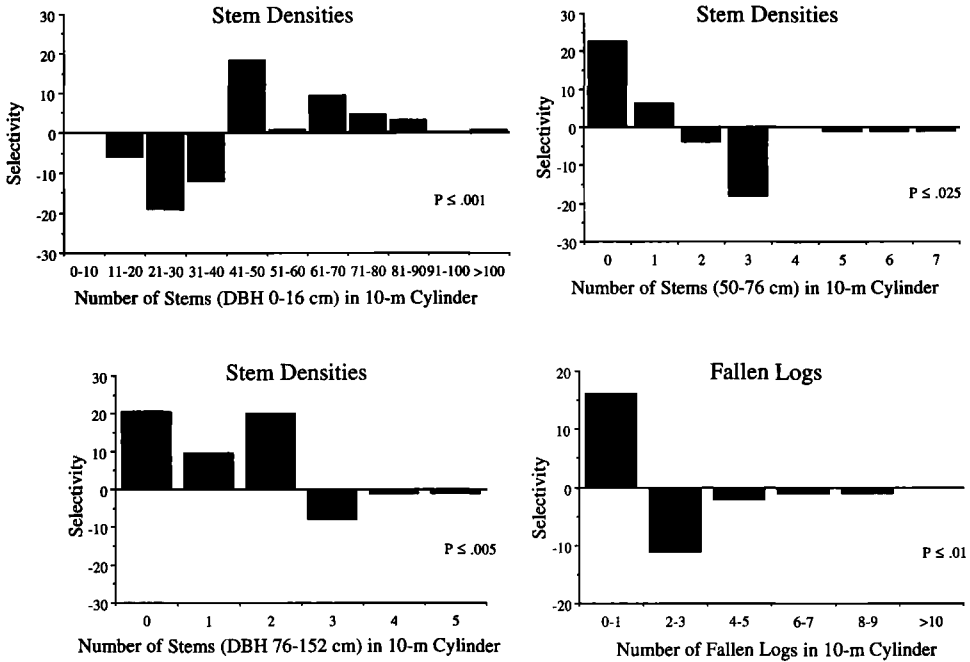 Stem Densities
30
20
10
0
-10
-20
-30
Selectivity
P ≤ .001
0-10 11-20 21-30 31-40 41-50 51-60 61-70 71-80 81-90 91-100 >100
Number of Stems (DBH 0-16 cm) in 10-m Cylinder
Stem Densities
30
20
10
0
-10
-20
-30
Selectivity
P ≤ .025
0 1 2 3 4 5 6 7
Number of Stems (50-76 cm) in 10-m Cylinder
Stem Densities
30
20
10
0
-10
-20
-30
Selectivity
P ≤ .005
0 1 2 3 4 5
Number of Stems (DBH 76-152 cm) in 10-m Cylinder
Fallen Logs
20
10
0
-10
-20
Selectivity
P ≤ .01
0-1 2-3 4-5 6-7 8-9 >10
Number of Fallen Logs in 10-m Cylinder